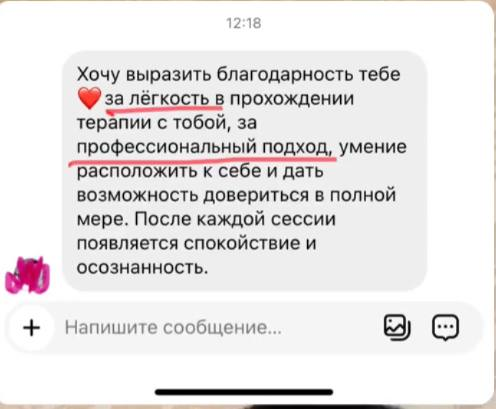 12:18
Хочу выразить благодарность тебе
❤️за лёгкость в прохождении
терапии с тобой, за
профессиональный подход, умение
расположить к себе и дать
возможность довериться в полной
мере. После каждой сессии
появляется спокойствие и
осознанность.
Напишите сообщение...